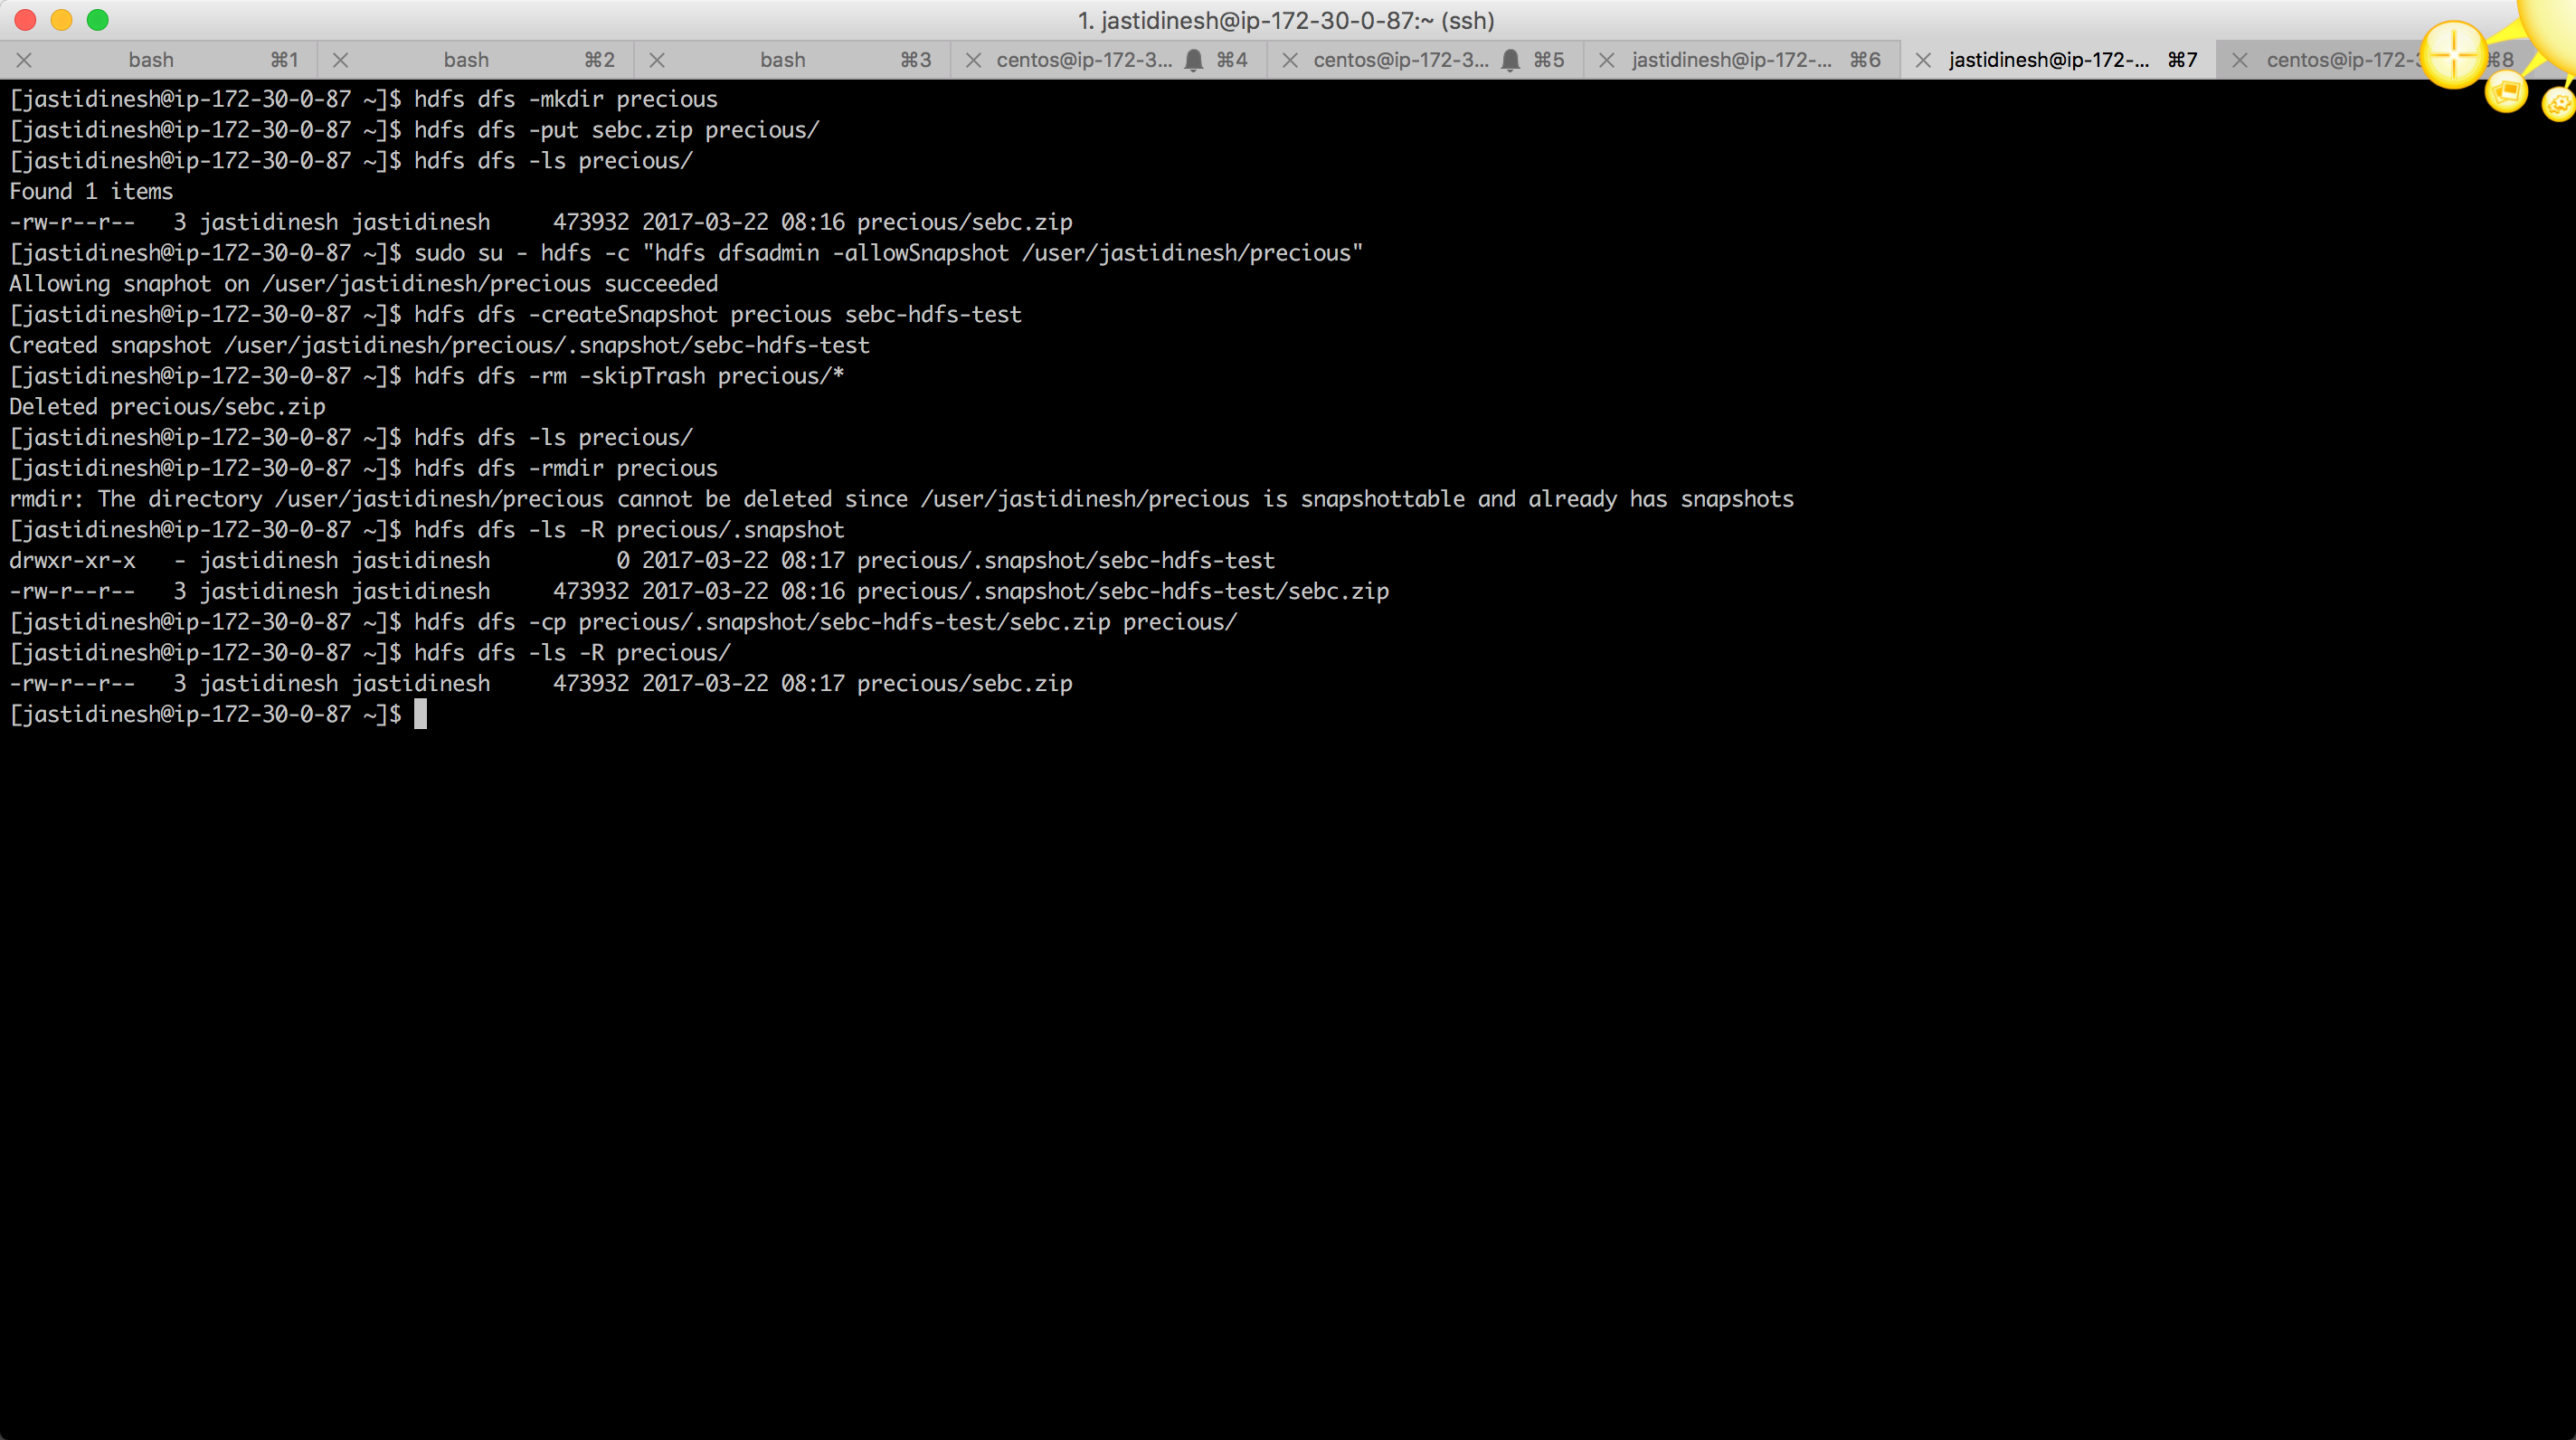 1. jastidinesh@ip-172-30-0-87:~ (ssh)
bash ⌘1 bash ⌘2 bash ⌘3 centos@ip-172-3... ⌘4 centos@ip-172-3... ⌘5 jastidinesh@ip-172-... ⌘6 jastidinesh@ip-172-... ⌘7 centos@ip-172-3 ⌘8
[jastidinesh@ip-172-30-0-87 ~]$ hdfs dfs -mkdir precious
[jastidinesh@ip-172-30-0-87 ~]$ hdfs dfs -put sebc.zip precious/
[jastidinesh@ip-172-30-0-87 ~]$ hdfs dfs -ls precious/
Found 1 items
-rw-r--r--   3 jastidinesh jastidinesh     473932 2017-03-22 08:16 precious/sebc.zip
[jastidinesh@ip-172-30-0-87 ~]$ sudo su - hdfs -c "hdfs dfsadmin -allowSnapshot /user/jastidinesh/precious"
Allowing snaphot on /user/jastidinesh/precious succeeded
[jastidinesh@ip-172-30-0-87 ~]$ hdfs dfs -createSnapshot precious sebc-hdfs-test
Created snapshot /user/jastidinesh/precious/.snapshot/sebc-hdfs-test
[jastidinesh@ip-172-30-0-87 ~]$ hdfs dfs -rm -skipTrash precious/*
Deleted precious/sebc.zip
[jastidinesh@ip-172-30-0-87 ~]$ hdfs dfs -ls precious/
[jastidinesh@ip-172-30-0-87 ~]$ hdfs dfs -rmdir precious
rmdir: The directory /user/jastidinesh/precious cannot be deleted since /user/jastidinesh/precious is snapshottable and already has snapshots
[jastidinesh@ip-172-30-0-87 ~]$ hdfs dfs -ls -R precious/.snapshot
drwxr-xr-x   - jastidinesh jastidinesh          0 2017-03-22 08:17 precious/.snapshot/sebc-hdfs-test
-rw-r--r--   3 jastidinesh jastidinesh     473932 2017-03-22 08:16 precious/.snapshot/sebc-hdfs-test/sebc.zip
[jastidinesh@ip-172-30-0-87 ~]$ hdfs dfs -cp precious/.snapshot/sebc-hdfs-test/sebc.zip precious/
[jastidinesh@ip-172-30-0-87 ~]$ hdfs dfs -ls -R precious/
-rw-r--r--   3 jastidinesh jastidinesh     473932 2017-03-22 08:17 precious/sebc.zip
[jastidinesh@ip-172-30-0-87 ~]$